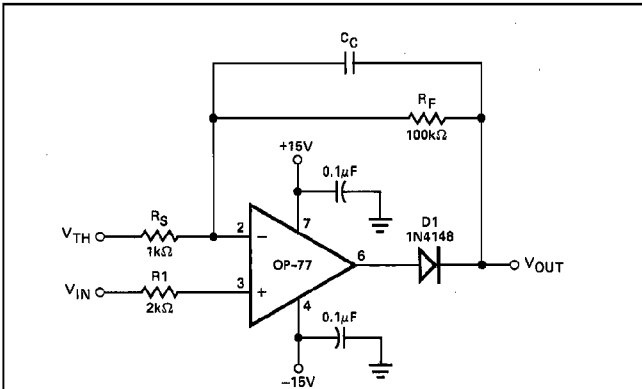 CC
RF
100kΩ
+15V
0.1μF
7
VTH
RS
1kΩ
2
−
OP-77
6
D1
1N4148
VOUT
VIN
R1
2kΩ
3
+
4
0.1μF
−15V